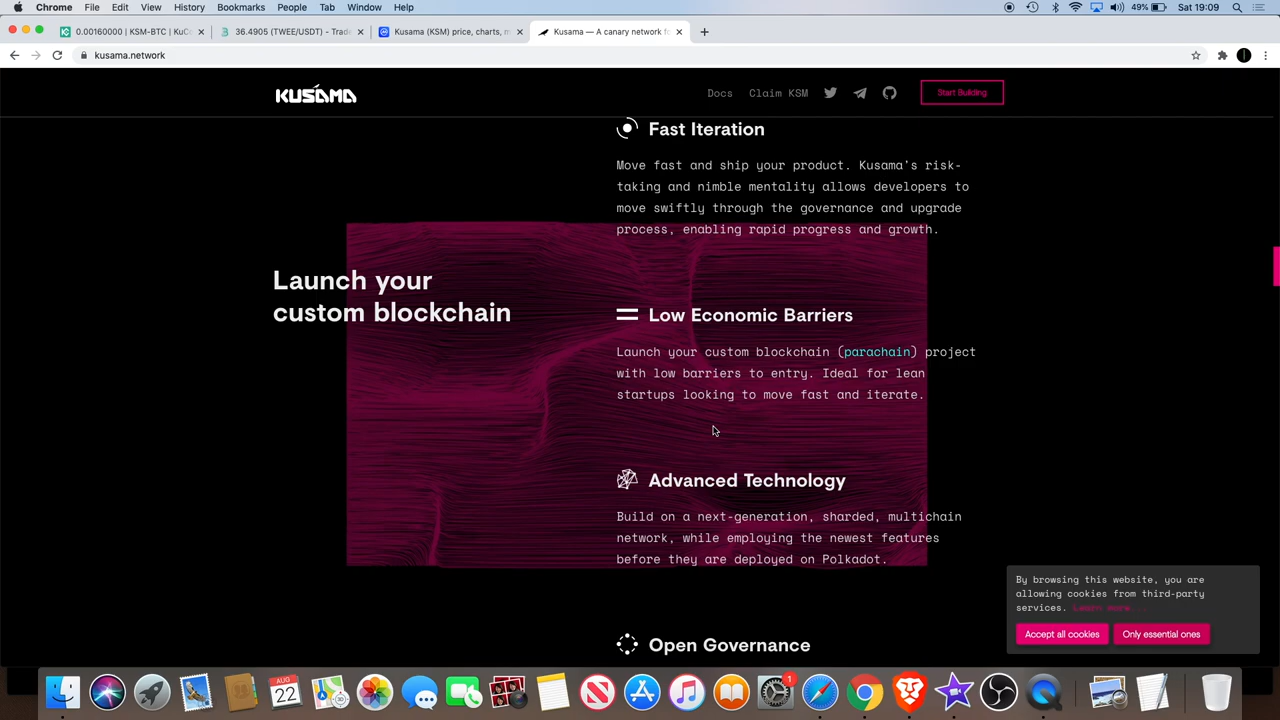 Chrome File Edit View History Bookmarks People Tab Window Help
49% Sat 19:09
0.00160000 | KSM-BTC | KuCo
36.4905 (TWEE/USDT) - Trade
Kusama (KSM) price, charts, m
Kusama — A canary network fo
kusama.network
KUSAMA
Docs Claim KSM Start Building
Fast Iteration
Move fast and ship your product. Kusama's risk-
taking and nimble mentality allows developers to
move swiftly through the governance and upgrade
process, enabling rapid progress and growth.
Launch your
custom blockchain
Low Economic Barriers
Launch your custom blockchain (parachain) project
with low barriers to entry. Ideal for lean
startups looking to move fast and iterate.
Advanced Technology
Build on a next-generation, sharded, multichain
network, while employing the newest features
before they are deployed on Polkadot.
Open Governance
By browsing this website, you are
allowing cookies from third-party
services. Learn more...
Accept all cookies Only essential ones
AUG
22
1